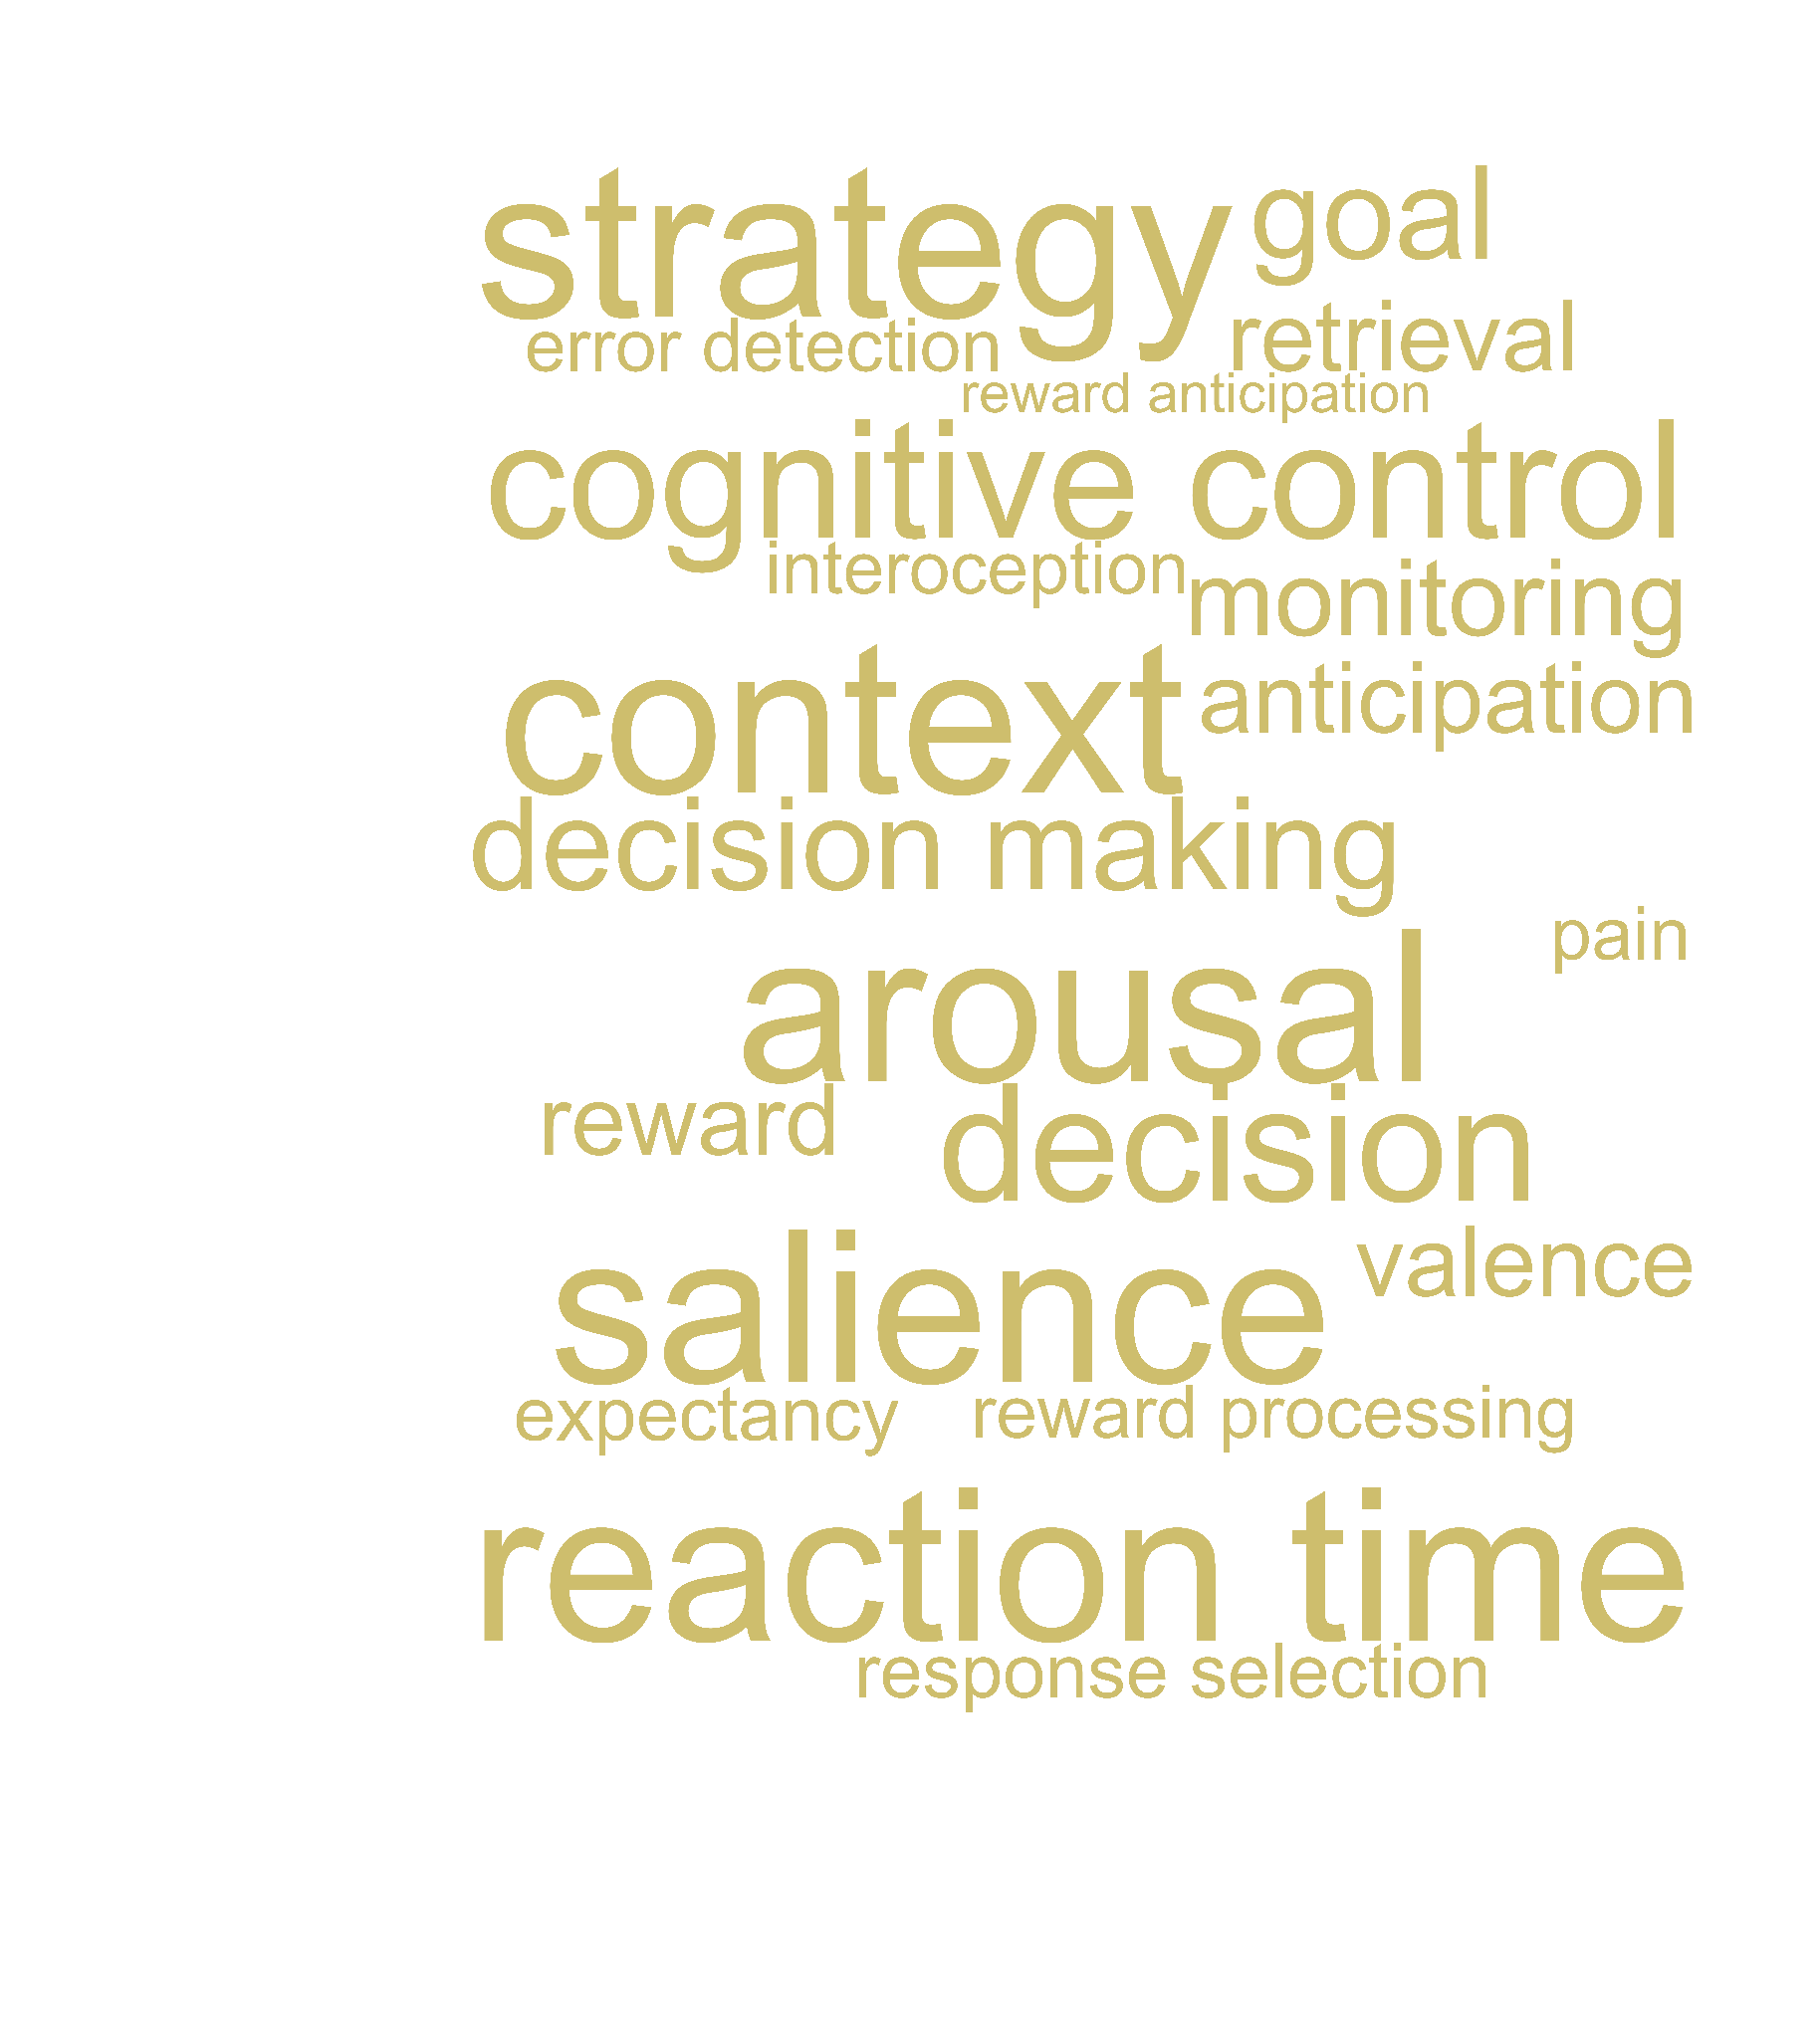 strategy goal
error detection retrieval
reward anticipation
cognitive control
interoception monitoring
context anticipation
decision making
pain
arousal
reward decision
salience valence
expectancy reward processing
reaction time
response selection